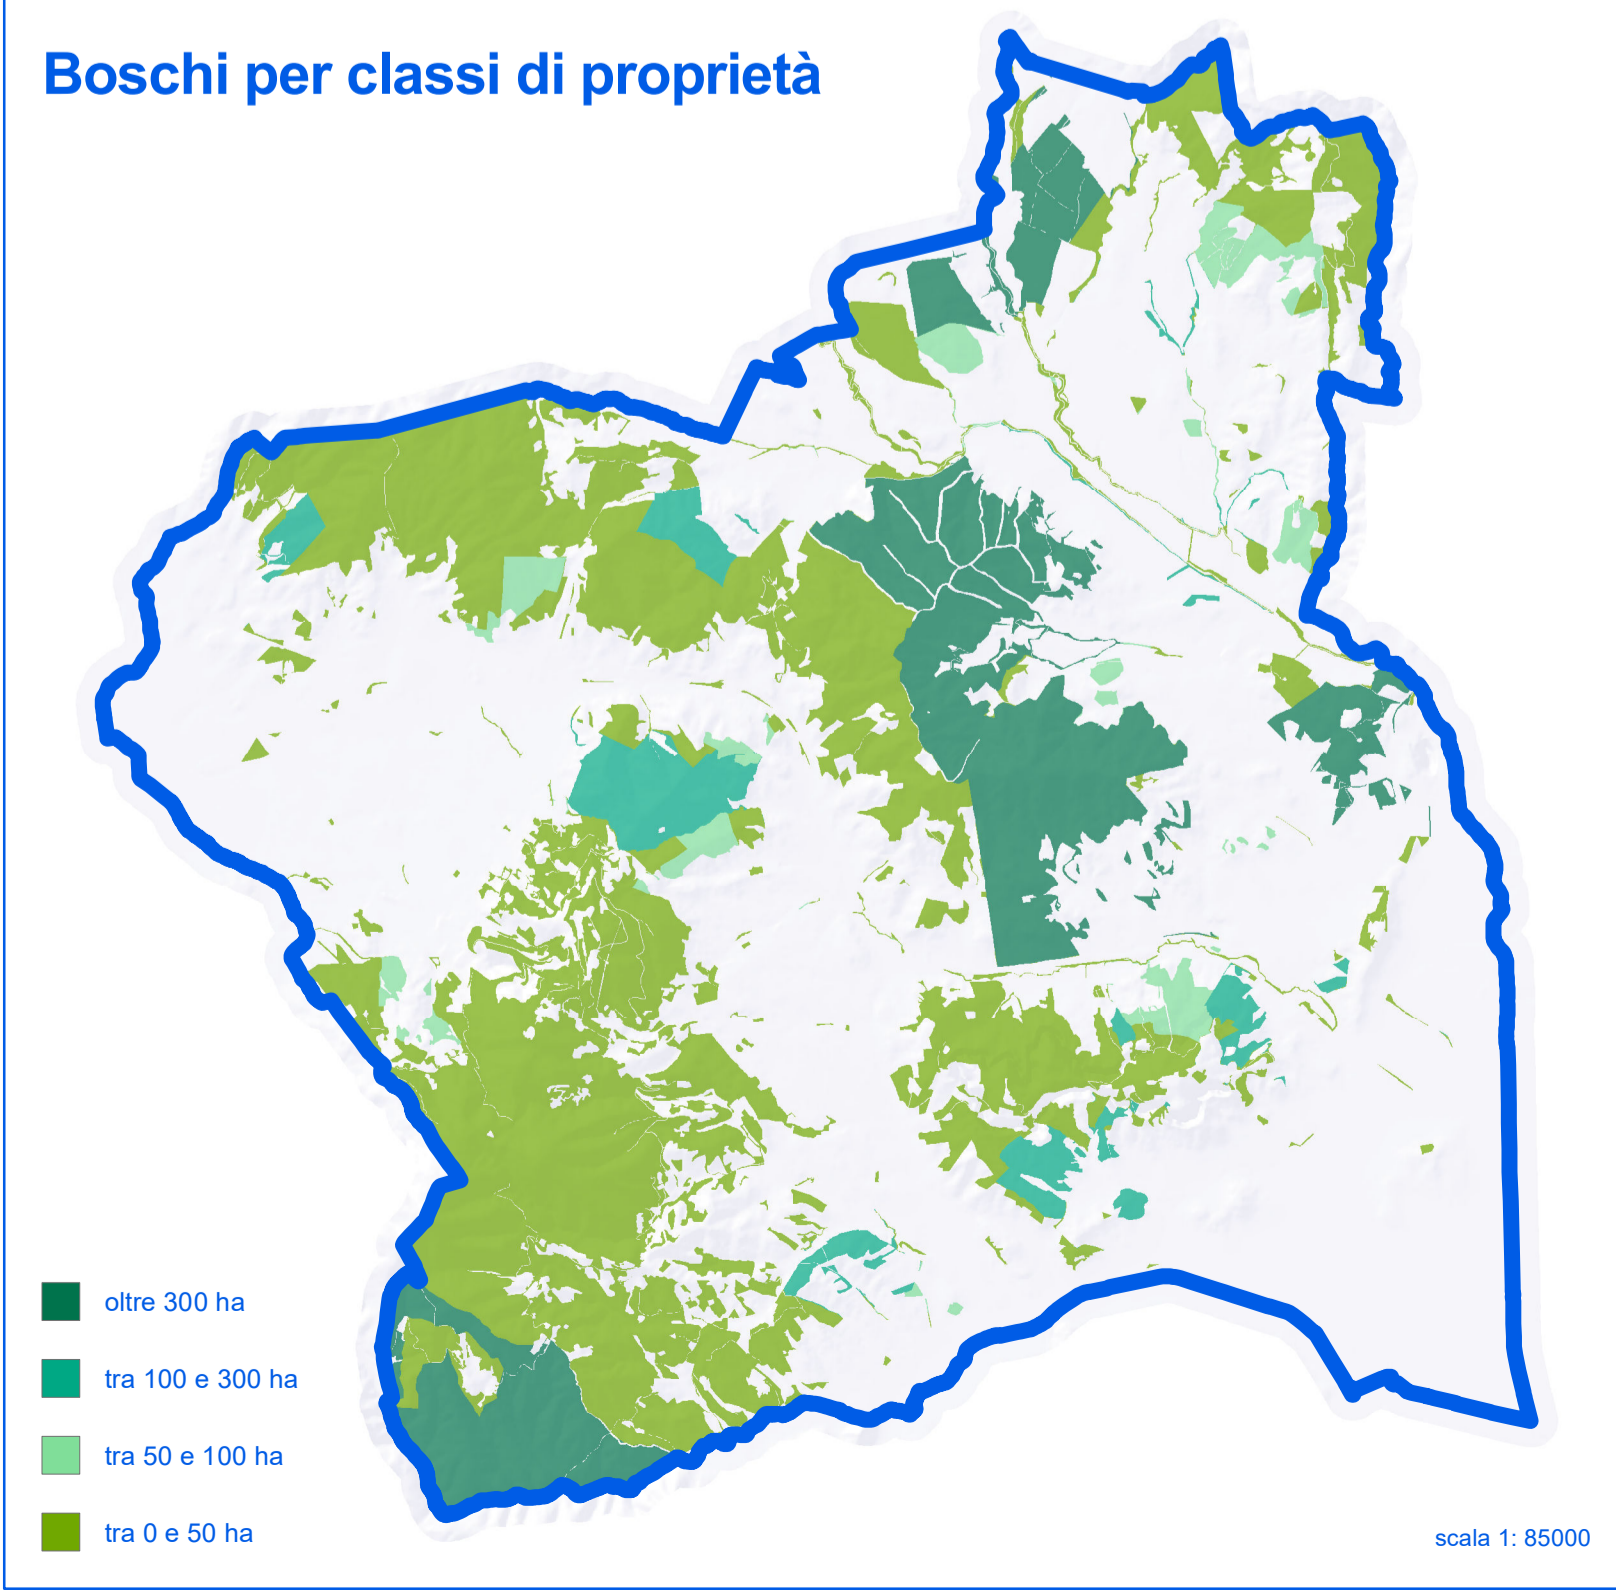 Boschi per classi di proprietà
oltre 300 ha
tra 100 e 300 ha
tra 50 e 100 ha
tra 0 e 50 ha
scala 1: 85000